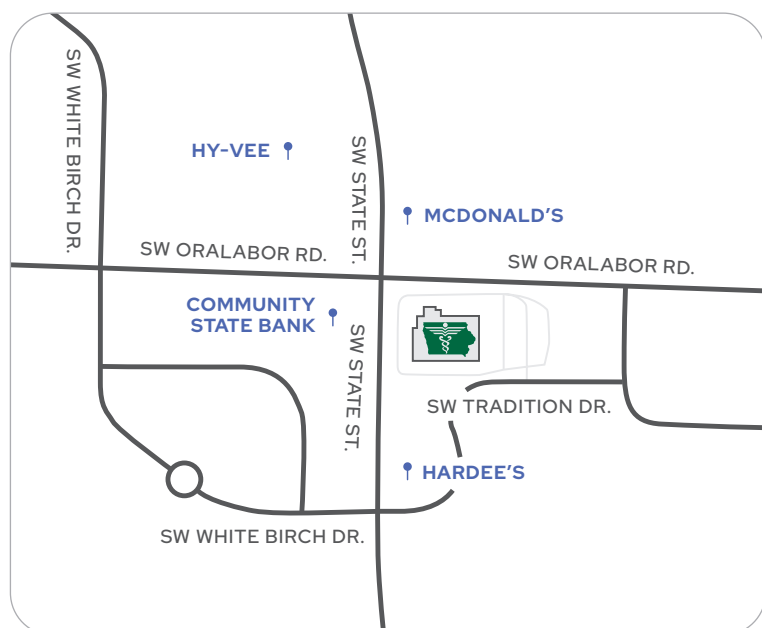 SW WHITE BIRCH DR.
HY-VEE
SW STATE ST.
MCDONALD'S
SW ORALABOR RD.
SW ORALABOR RD.
COMMUNITY
STATE BANK
SW STATE ST.
SW TRADITION DR.
HARDEE'S
SW WHITE BIRCH DR.